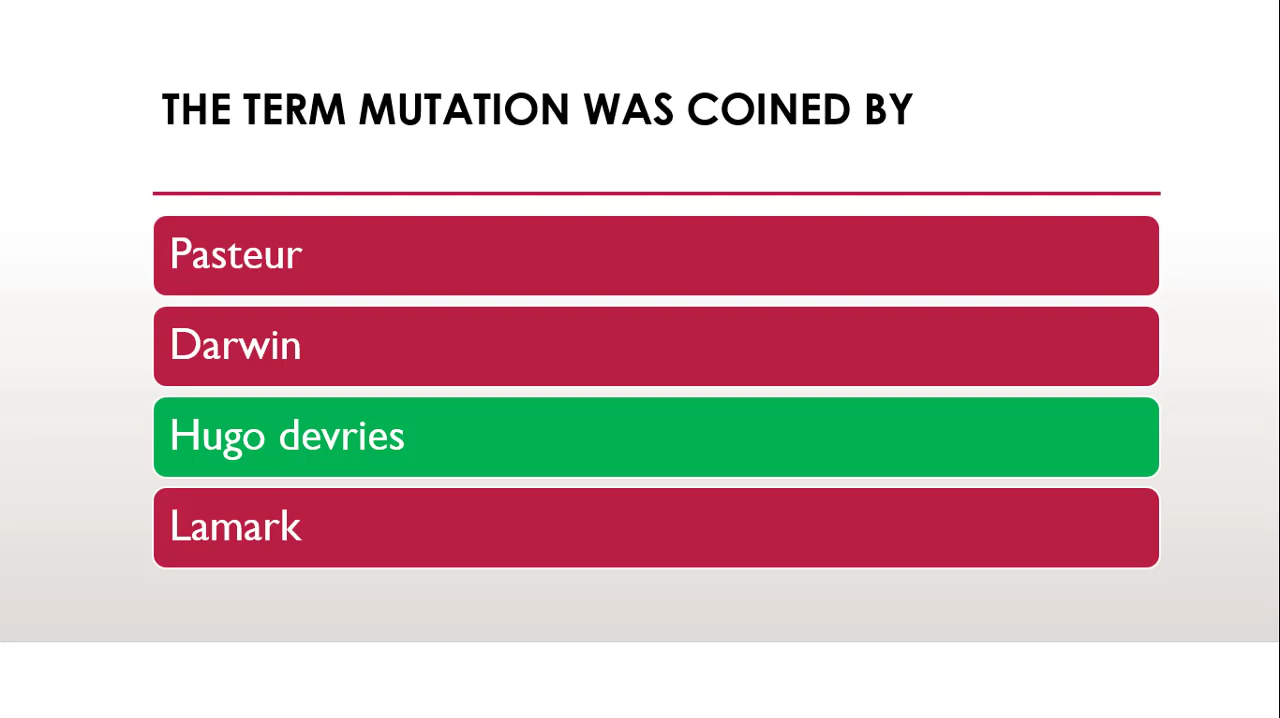 THE TERM MUTATION WAS COINED BY
Pasteur
Darwin
Hugo devries
Lamark